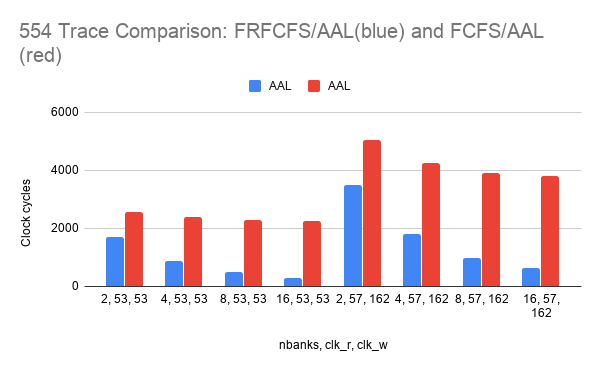 554 Trace Comparison: FRFCFS/AAL(blue) and FCFS/AAL
(red)
AAL AAL
6000
4000
2000
0
Clock cycles
2, 53, 53 4, 53, 53 8, 53, 53 16, 53, 53 2, 57, 162 4, 57, 162 8, 57, 162 16, 57,
162
nbanks, clk_r, clk_w